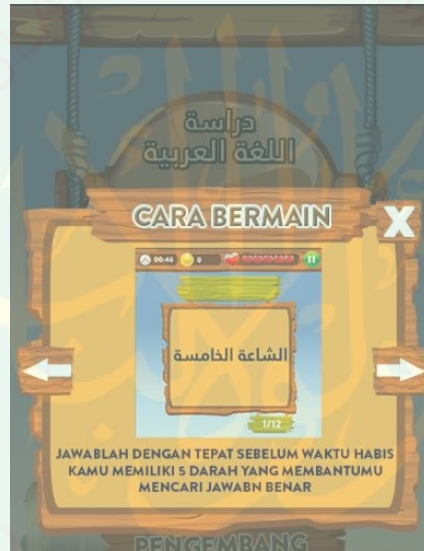 دراسة
اللغة العربية
CARA BERMAIN
X
00:46 0
الشاعة الخامسة
1/12
JAWABLAH DENGAN TEPAT SEBELUM WAKTU HABIS
KAMU MEMILIKI 5 DARAH YANG MEMBANTUMU
MENCARI JAWABN BENAR
PENGEMBANG